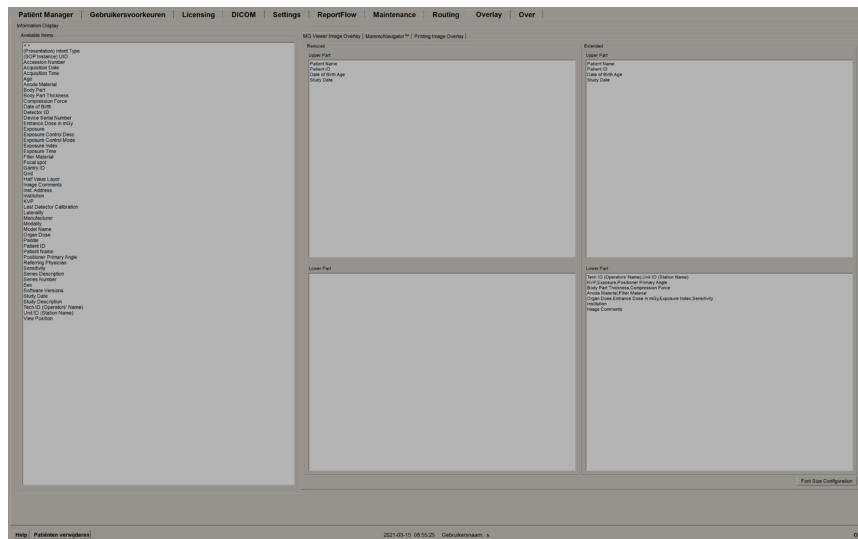 Patiënt Manager Gebruikersvoorkeuren Licensing DICOM Settings ReportFlow Maintenance Routing Overlay Over
Information Display
Available Items
< >
(Presentation) Intent Type
(SOP Instance) UID
Accession Number
Acquisition Date
Acquisition Time
Age
Anode Material
Body Part
Body Part Thickness
Compression Force
Date of Birth
Detector ID
Device Serial Number
Entrance Dose in mGy
Exposure
Exposure Control Desc
Exposure Control Mode
Exposure Index
Exposure Time
Filter Material
Focal spot
Gantry ID
Grid
Half Value Layer
Image Comments
Inst. Address
Institution
KVP
Last Detector Calibration
Laterality
Manufacturer
Modality
Model Name
Organ Dose
Paddle
Patient ID
Patient Name
Positioner Primary Angle
Referring Physician
Sensitivity
Series Description
Series Number
Sex
Software Versions
Study Date
Study Description
Tech ID (Operators' Name)
Unit ID (Station Name)
View Position
MG Viewer Image Overlay MammoNavigator™ Printing Image Overlay
Reduced
Upper Part
Patient Name
Patient ID
Date of Birth,Age
Study Date
Lower Part
Extended
Upper Part
Patient Name
Patient ID
Date of Birth,Age
Study Date
Lower Part
Tech ID (Operators' Name),Unit ID (Station Name)
KVP,Exposure,Positioner Primary Angle
Body Part Thickness,Compression Force
Anode Material,Filter Material
Organ Dose,Entrance Dose in mGy,Exposure Index,Sensitivity
Institution
Image Comments
Font Size Configuration
Help Patiënten verwijderen 2021-03-15 08:55:25 Gebruikersnaam: s